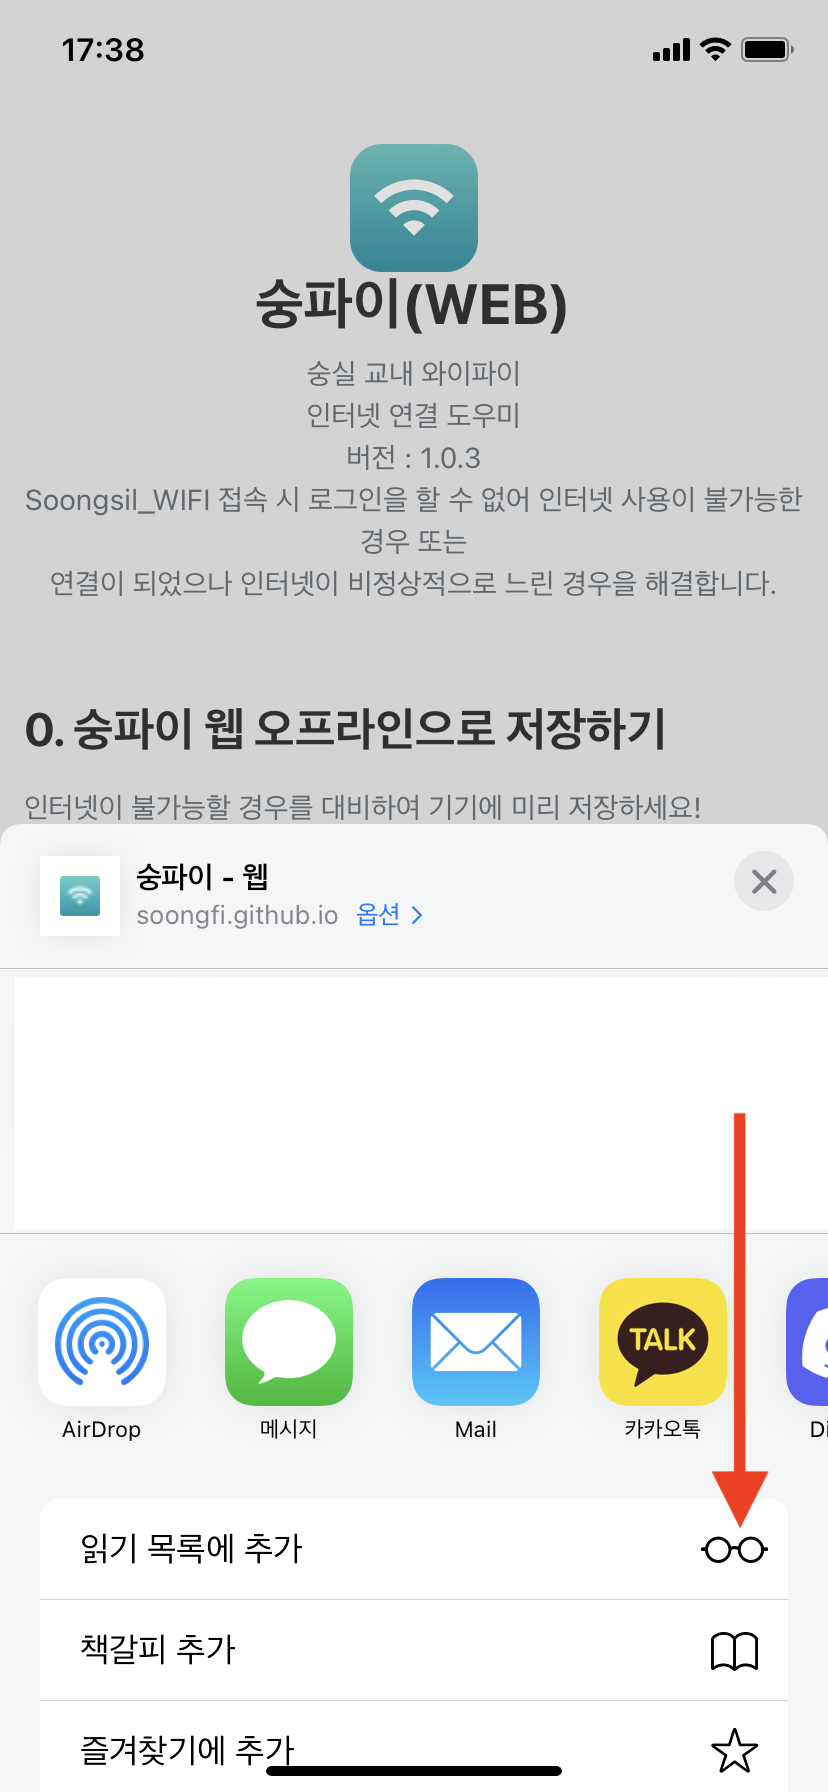 17:38
숭파이(WEB)
숭실 교내 와이파이
인터넷 연결 도우미
버전 : 1.0.3
Soongsil_WIFI 접속 시 로그인을 할 수 없어 인터넷 사용이 불가능한
경우 또는
연결이 되었으나 인터넷이 비정상적으로 느린 경우을 해결합니다.
0. 숭파이 웹 오프라인으로 저장하기
인터넷이 불가능할 경우를 대비하여 기기에 미리 저장하세요!
숭파이 - 웹
soongfi.github.io 옵션
TALK
AirDrop 메시지 Mail 카카오톡
읽기 목록에 추가
책갈피 추가
즐겨찾기에 추가